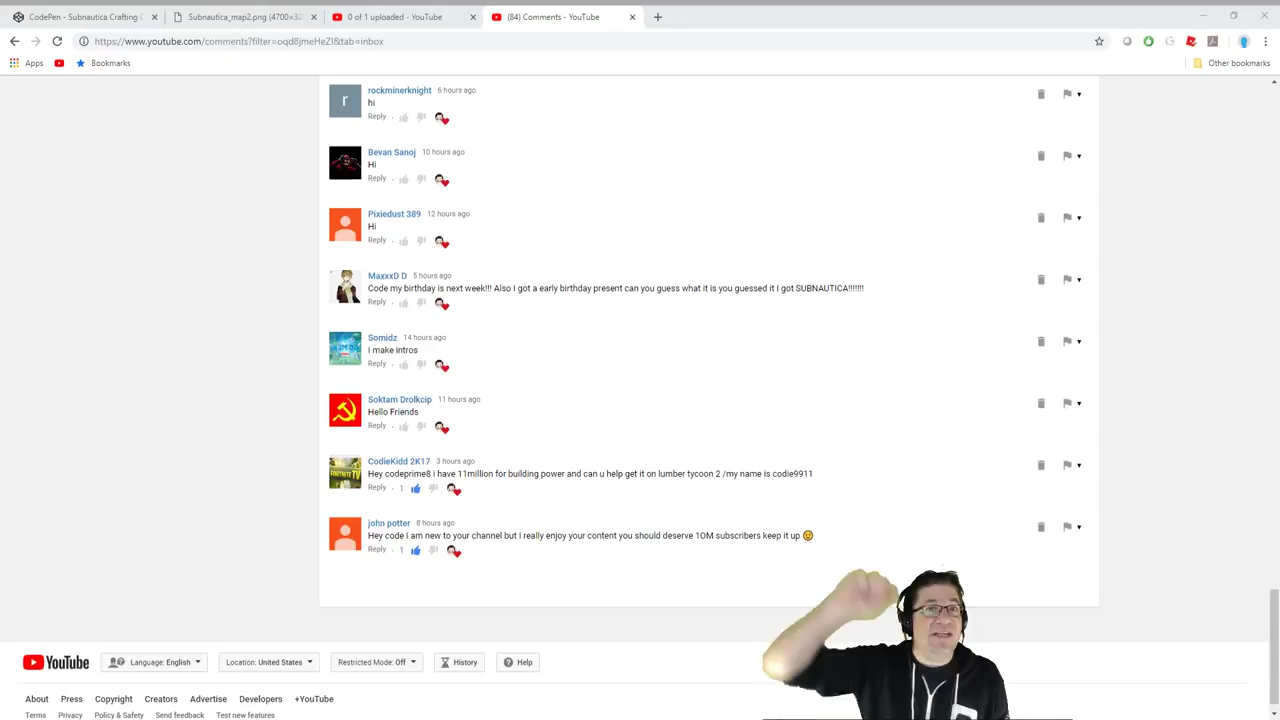 CodePen - Subnautica Crafting C
Subnautica_map2.png (4700×32
0 of 1 uploaded - YouTube
(84) Comments - YouTube
https://www.youtube.com/comments?filter=oqd8jmeHeZI&tab=inbox
Apps
Bookmarks
Other bookmarks
r
rockminerknight 6 hours ago
hi
Reply
Bevan Sanoj 10 hours ago
Hi
Reply
Pixiedust 389 12 hours ago
Hi
Reply
MaxxxD D 5 hours ago
Code my birthday is next week!!! Also I got a early birthday present can you guess what it is you guessed it I got SUBNAUTICA!!!!!!!
Reply
Somidz 14 hours ago
I make intros
Reply
Soktam Drolkcip 11 hours ago
Hello Friends
Reply
CodieKidd 2K17 3 hours ago
Hey codeprime8 i have 11million for building power and can u help get it on lumber tycoon 2 /my name is codie9911
Reply 1
john potter 8 hours ago
Hey code I am new to your channel but I really enjoy your content you should deserve 1OM subscribers keep it up
Reply 1
YouTube
Language: English
Location: United States
Restricted Mode: Off
History
Help
About Press Copyright Creators Advertise Developers +YouTube
Terms Privacy Policy & Safety Send feedback Test new features